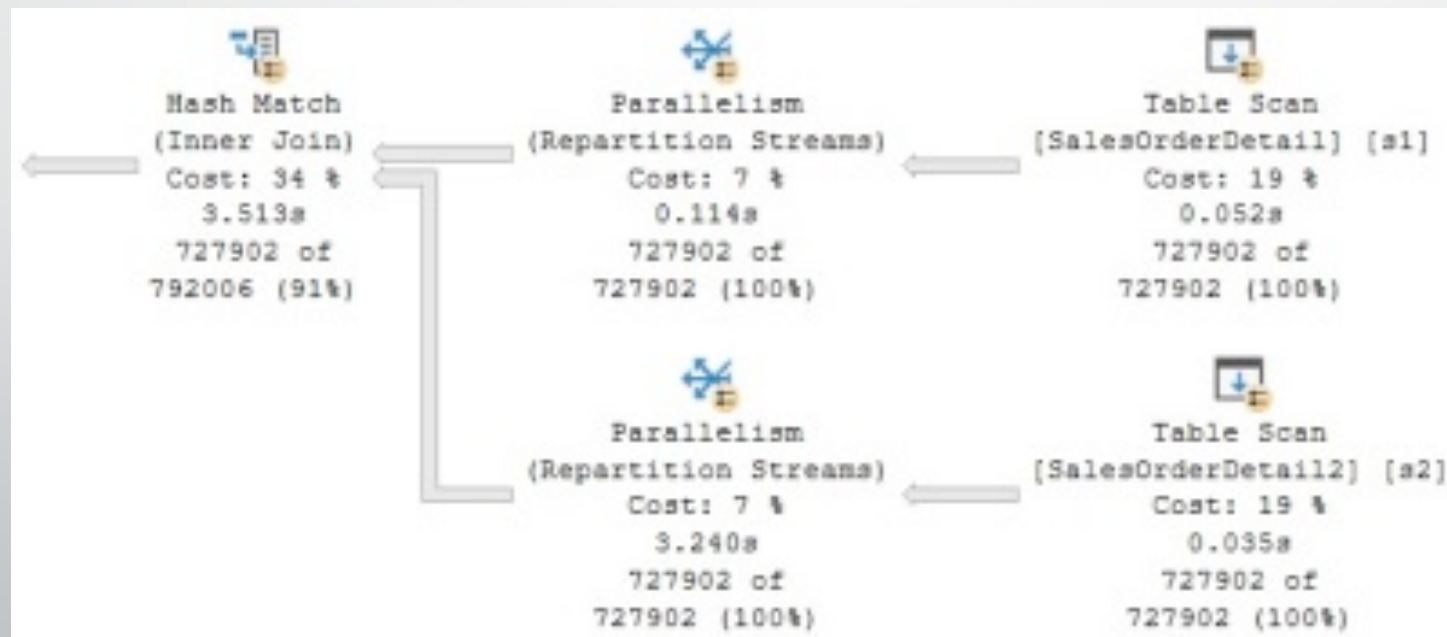 Hash Match
(Inner Join)
Cost: 34 %
3.513s
727902 of
792006 (91%)
Parallelism
(Repartition Streams)
Cost: 7 %
0.114s
727902 of
727902 (100%)
Table Scan
[SalesOrderDetail] [s1]
Cost: 19 %
0.052s
727902 of
727902 (100%)
Parallelism
(Repartition Streams)
Cost: 7 %
3.240s
727902 of
727902 (100%)
Table Scan
[SalesOrderDetail2] [s2]
Cost: 19 %
0.035s
727902 of
727902 (100%)